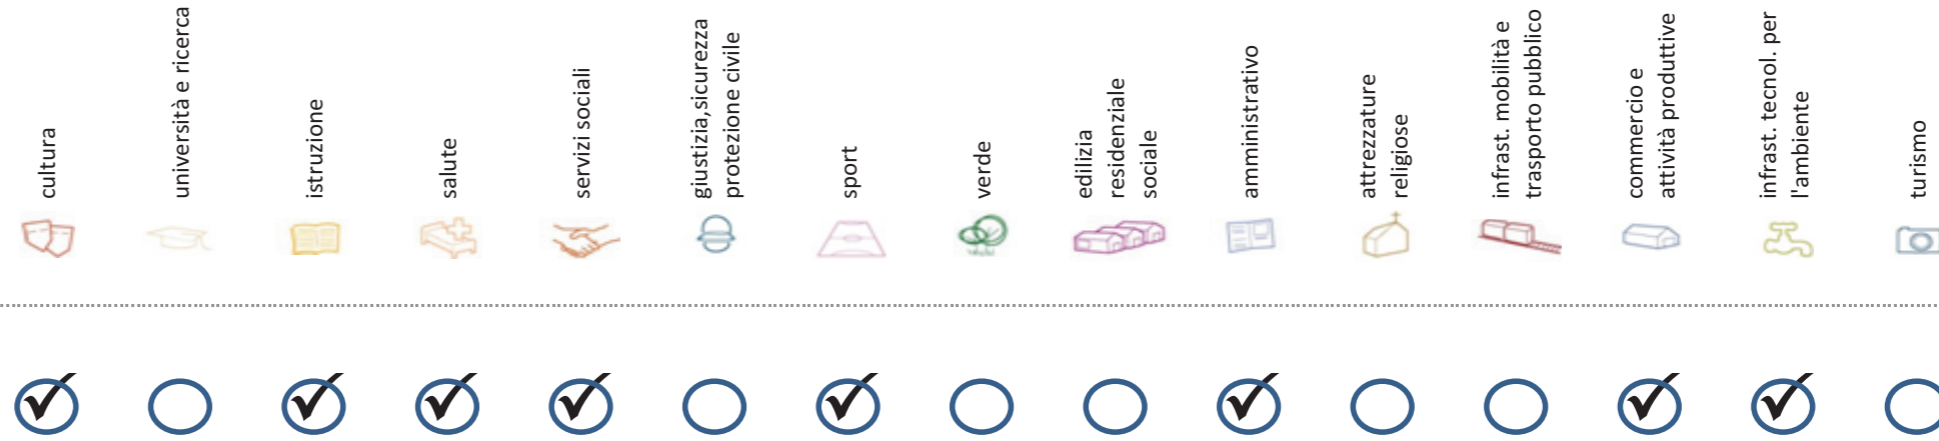 cultura
università e ricerca
istruzione
salute
servizi sociali
giustizia,sicurezza
protezione civile
sport
verde
edilizia
residenziale
sociale
amministrativo
attrezzature
religiose
infrast. mobilità e
trasporto pubblico
commercio e
attività produttive
infrast. tecnol. per
l'ambiente
turismo